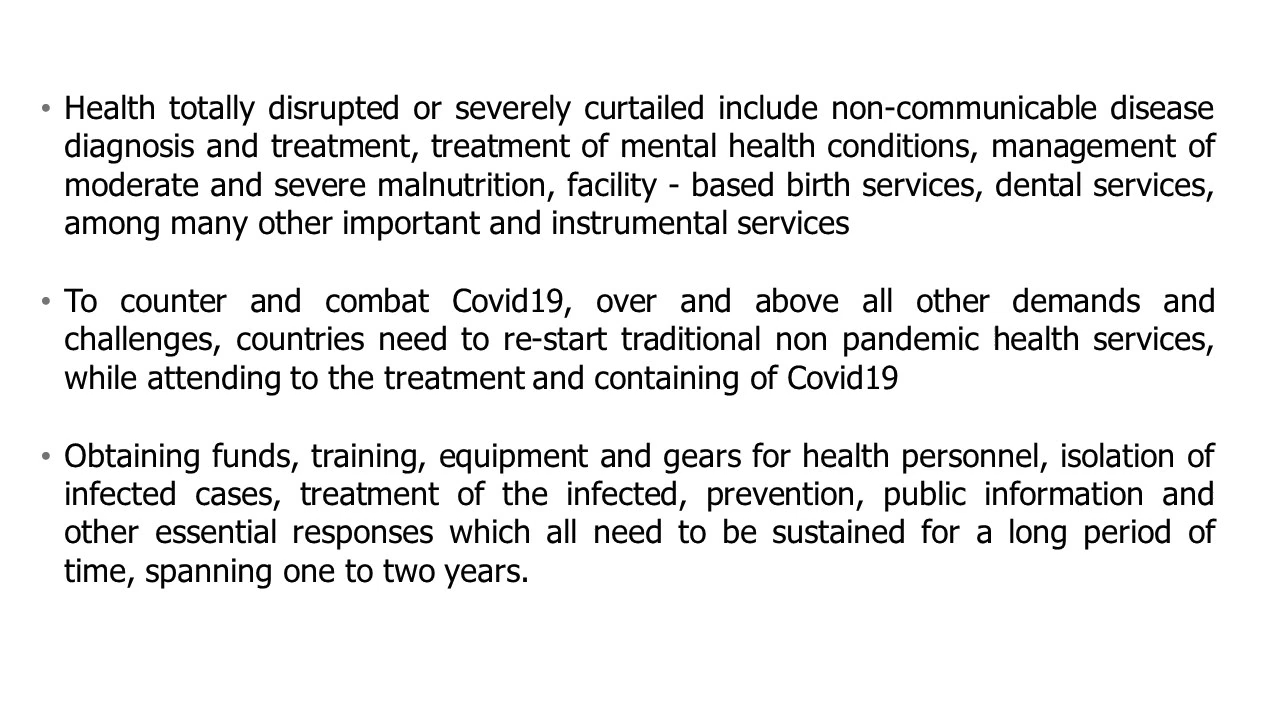 • Health totally disrupted or severely curtailed include non-communicable disease
diagnosis and treatment, treatment of mental health conditions, management of
moderate and severe malnutrition, facility - based birth services, dental services,
among many other important and instrumental services
• To counter and combat Covid19, over and above all other demands and
challenges, countries need to re-start traditional non pandemic health services,
while attending to the treatment and containing of Covid19
• Obtaining funds, training, equipment and gears for health personnel, isolation of
infected cases, treatment of the infected, prevention, public information and
other essential responses which all need to be sustained for a long period of
time, spanning one to two years.